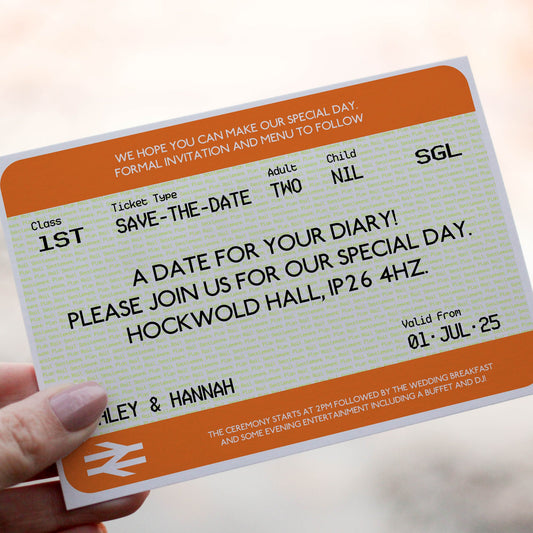 WE HOPE YOU CAN MAKE OUR SPECIAL DAY.
FORMAL INVITATION AND MENU TO FOLLOW
Class
1ST
Ticket Type
SAVE-THE-DATE
Adult
TWO
Child
NIL
SGL
A DATE FOR YOUR DIARY!
PLEASE JOIN US FOR OUR SPECIAL DAY.
HOCKWOLD HALL, IP26 4HZ.
Valid from
01·JUL·25
& HANNAH
THE CEREMONY STARTS AT 2PM FOLLOWED BY THE WEDDING BREAKFAST
AND SOME EVENING ENTERTAINMENT INCLUDING A BUFFET AND DJ!